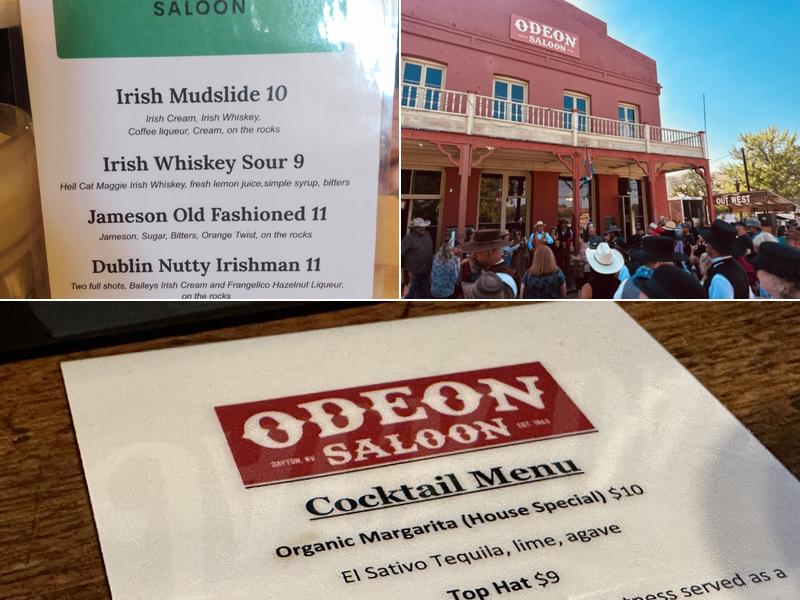 SALOON
Irish Mudslide 10
Irish Cream, Irish Whiskey,
Coffee liqueur, Cream, on the rocks
Irish Whiskey Sour 9
Hell Cat Maggie Irish Whiskey, fresh lemon juice,simple syrup, bitters
Jameson Old Fashioned 11
Jameson, Sugar, Bitters, Orange Twist, on the rocks
Dublin Nutty Irishman 11
Two full shots, Baileys Irish Cream and Frangelico Hazelnut Liqueur,
on the rocks
ODEON
SALOON
OUT WEST
ODEON
SALOON
DAYTON, NV
EST. 1863
Cocktail Menu
Organic Margarita (House Special) $10
El Sativo Tequila, lime, agave
Top Hat $9
served as a